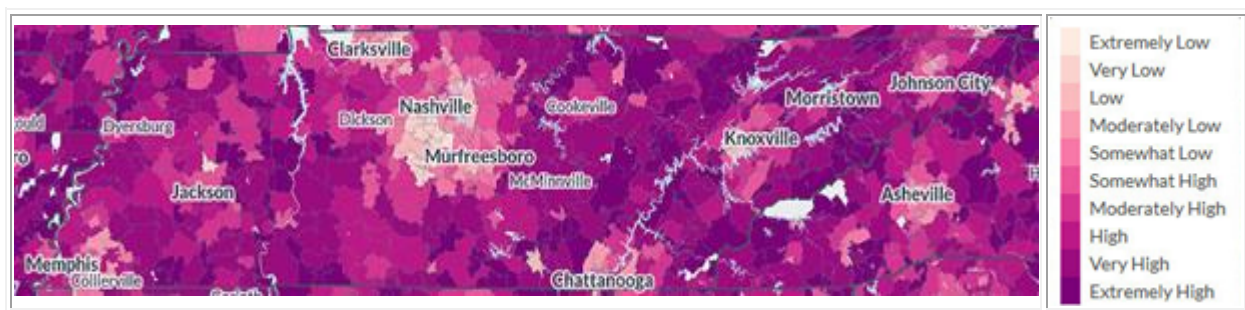 Clarksville
Nashville
Cookeville
Johnson City
Morristown
Dickson
Dyersburg
Knoxville
Murfreesboro
McMinnville
Jackson
Asheville
Memphis
Collierville
Chattanooga
Extremely Low
Very Low
Low
Moderately Low
Somewhat Low
Somewhat High
Moderately High
High
Very High
Extremely High